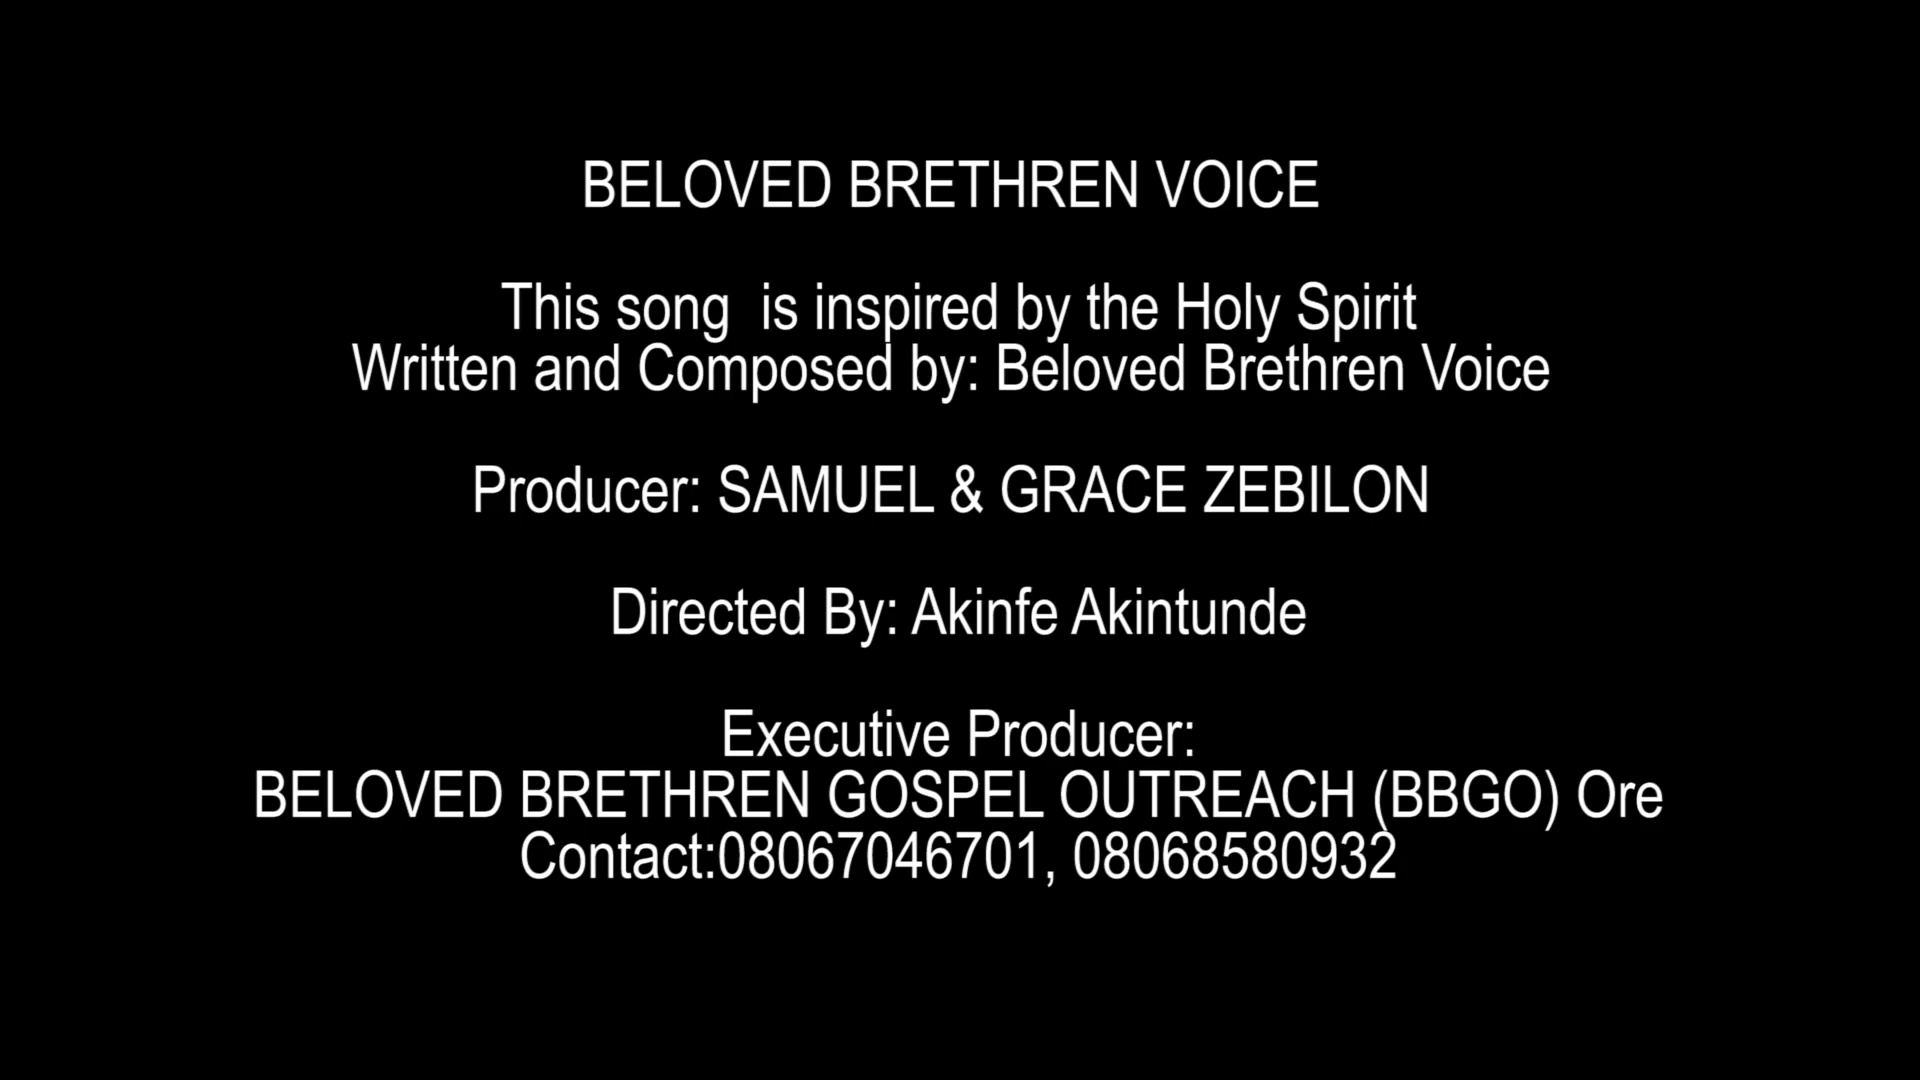 BELOVED BRETHREN VOICE
This song  is inspired by the Holy Spirit
Written and Composed by: Beloved Brethren Voice
Producer: SAMUEL & GRACE ZEBILON
Directed By: Akinfe Akintunde
Executive Producer:
BELOVED BRETHREN GOSPEL OUTREACH (BBGO) Ore
Contact:08067046701, 08068580932